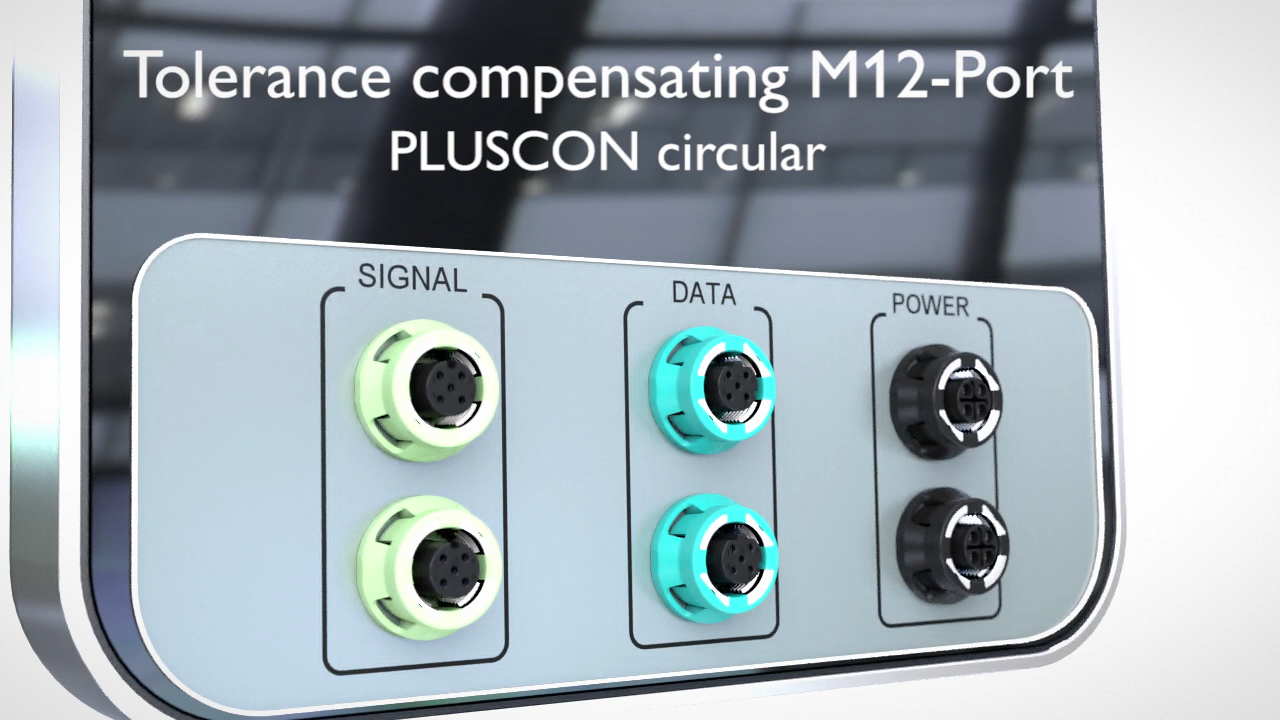 Tolerance compensating M12-Port
PLUSCON circular
SIGNAL
DATA
POWER